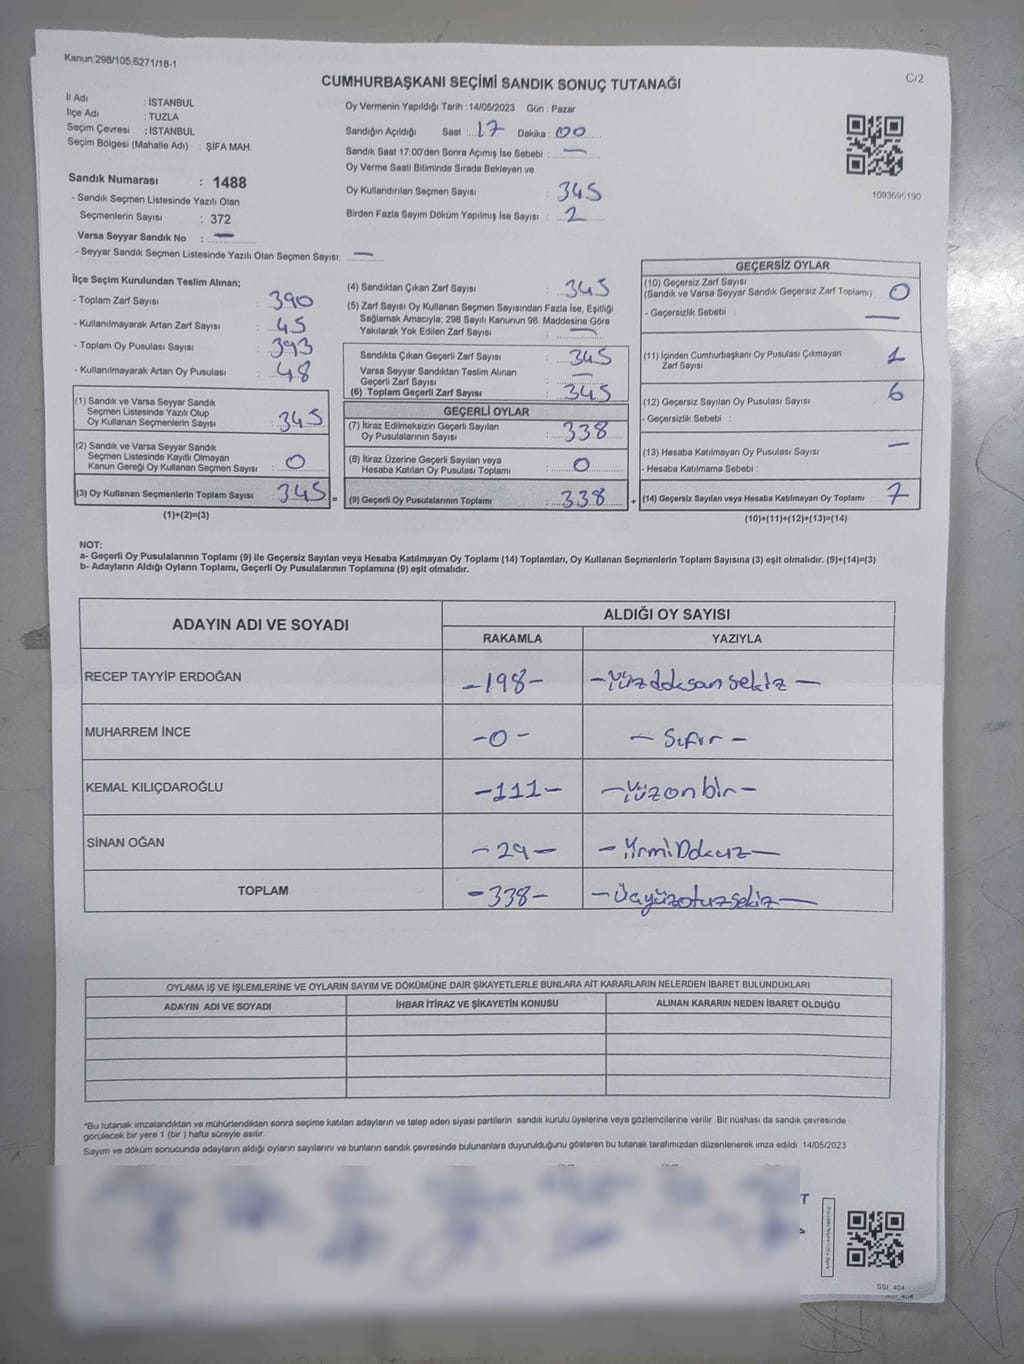 Kanun:298/105,6271/18-1
C/2
CUMHURBAŞKANI SEÇİMİ SANDIK SONUÇ TUTANAĞI
İl Adı : İSTANBUL
İlçe Adı : TUZLA
Seçim Çevresi : İSTANBUL
Seçim Bölgesi (Mahalle Adı) : ŞİFA MAH.
Sandık Numarası : 1488
- Sandık Seçmen Listesinde Yazılı Olan
Seçmenlerin Sayısı : 372
Varsa Seyyar Sandık No : —
- Seyyar Sandık Seçmen Listesinde Yazılı Olan Seçmen Sayısı: —
Oy Vermenin Yapıldığı Tarih : 14/05/2023 Gün : Pazar
Sandığın Açıldığı Saat : 17 Dakika : 00
Sandık Saat 17:00'den Sonra Açımış İse Sebebi : —
Oy Verme Saati Bitiminde Sırada Bekleyen ve
Oy Kullandırılan Seçmen Sayısı : 345
Birden Fazla Sayım Döküm Yapılmış İse Sayısı : 2
1093695190
İlçe Seçim Kurulundan Teslim Alınan;
- Toplam Zarf Sayısı : 390
- Kullanılmayarak Artan Zarf Sayısı : 45
- Toplam Oy Pusulası Sayısı : 393
- Kullanılmayarak Artan Oy Pusulası : 48
(1) Sandık ve Varsa Seyyar Sandık
Seçmen Listesinde Yazılı Olup
Oy Kullanan Seçmenlerin Sayısı : 345
(2) Sandık ve Varsa Seyyar Sandık
Seçmen Listesinde Kayıtlı Olmayan
Kanun Gereği Oy Kullanan Seçmen Sayısı : 0
(3) Oy Kullanan Seçmenlerin Toplam Sayısı : 345 =
(1)+(2)=(3)
(4) Sandıktan Çıkan Zarf Sayısı : 345
(5) Zarf Sayısı Oy Kullanan Seçmen Sayısından Fazla İse, Eşitliği
Sağlamak Amacıyla; 298 Sayılı Kanunun 98. Maddesine Göre
Yakılarak Yok Edilen Zarf Sayısı : —
Sandıkta Çıkan Geçerli Zarf Sayısı : 345
Varsa Seyyar Sandıktan Teslim Alınan
Geçerli Zarf Sayısı : —
(6) Toplam Geçerli Zarf Sayısı : 345
GEÇERLİ OYLAR
(7) İtiraz Edilmeksizin Geçerli Sayılan
Oy Pusulalarının Sayısı : 338
(8) İtiraz Üzerine Geçerli Sayılan veya
Hesaba Katılan Oy Pusulası Toplamı : 0
(9) Geçerli Oy Pusulalarının Toplamı : 338 +
GEÇERSİZ OYLAR
(10) Geçersiz Zarf Sayısı
(Sandık ve Varsa Seyyar Sandık Geçersiz Zarf Toplamı) : 0
- Geçersizlik Sebebi : —
(11) İçinden Cumhurbaşkanı Oy Pusulası Çıkmayan
Zarf Sayısı : 1
(12) Geçersiz Sayılan Oy Pusulası Sayısı : 6
- Geçersizlik Sebebi :
(13) Hesaba Katılmayan Oy Pusulası Sayısı : —
- Hesaba Katılmama Sebebi :
(14) Geçersiz Sayılan veya Hesaba Katılmayan Oy Toplamı : 7
(10)+(11)+(12)+(13)=(14)
NOT:
a- Geçerli Oy Pusulalarının Toplamı (9) ile Geçersiz Sayılan veya Hesaba Katılmayan Oy Toplamı (14) Toplamları, Oy Kullanan Seçmenlerin Toplam Sayısına (3) eşit olmalıdır. (9)+(14)=(3)
b- Adayların Aldığı Oyların Toplamı, Geçerli Oy Pusulalarının Toplamına (9) eşit olmalıdır.
ADAYIN ADI VE SOYADI
ALDIĞI OY SAYISI
RAKAMLA YAZIYLA
RECEP TAYYİP ERDOĞAN -198- -Yüzdoksan sekiz-
MUHARREM İNCE -0- -Sıfır-
KEMAL KILIÇDAROĞLU -111- -Yüzonbir-
SİNAN OĞAN -29- -YirmiDokuz-
TOPLAM -338- -Üçyüzotuzsekiz-
OYLAMA İŞ VE İŞLEMLERİNE VE OYLARIN SAYIM VE DÖKÜMÜNE DAİR ŞİKAYETLERLE BUNLARA AİT KARARLARIN NELERDEN İBARET BULUNDUKLARI
ADAYIN ADI VE SOYADI İHBAR İTİRAZ VE ŞİKAYETİN KONUSU ALINAN KARARIN NEDEN İBARET OLDUĞU
*Bu tutanak imzalandıktan ve mühürlendikten sonra seçime katılan adayların ve talep eden siyasi partilerin sandık kurulu üyelerine veya gözlemcilerine verilir. Bir nüshası da sandık çevresinde
görülecek bir yere 1 (bir) hafta süreyle asılır.
Sayım ve döküm sonucunda adayların aldığı oyların sayılarını ve bunların sandık çevresinde bulunanlara duyurulduğunu gösteren bu tutanak tarafımızdan düzenlenerek imza edildi. 14/05/2023
SSI_404